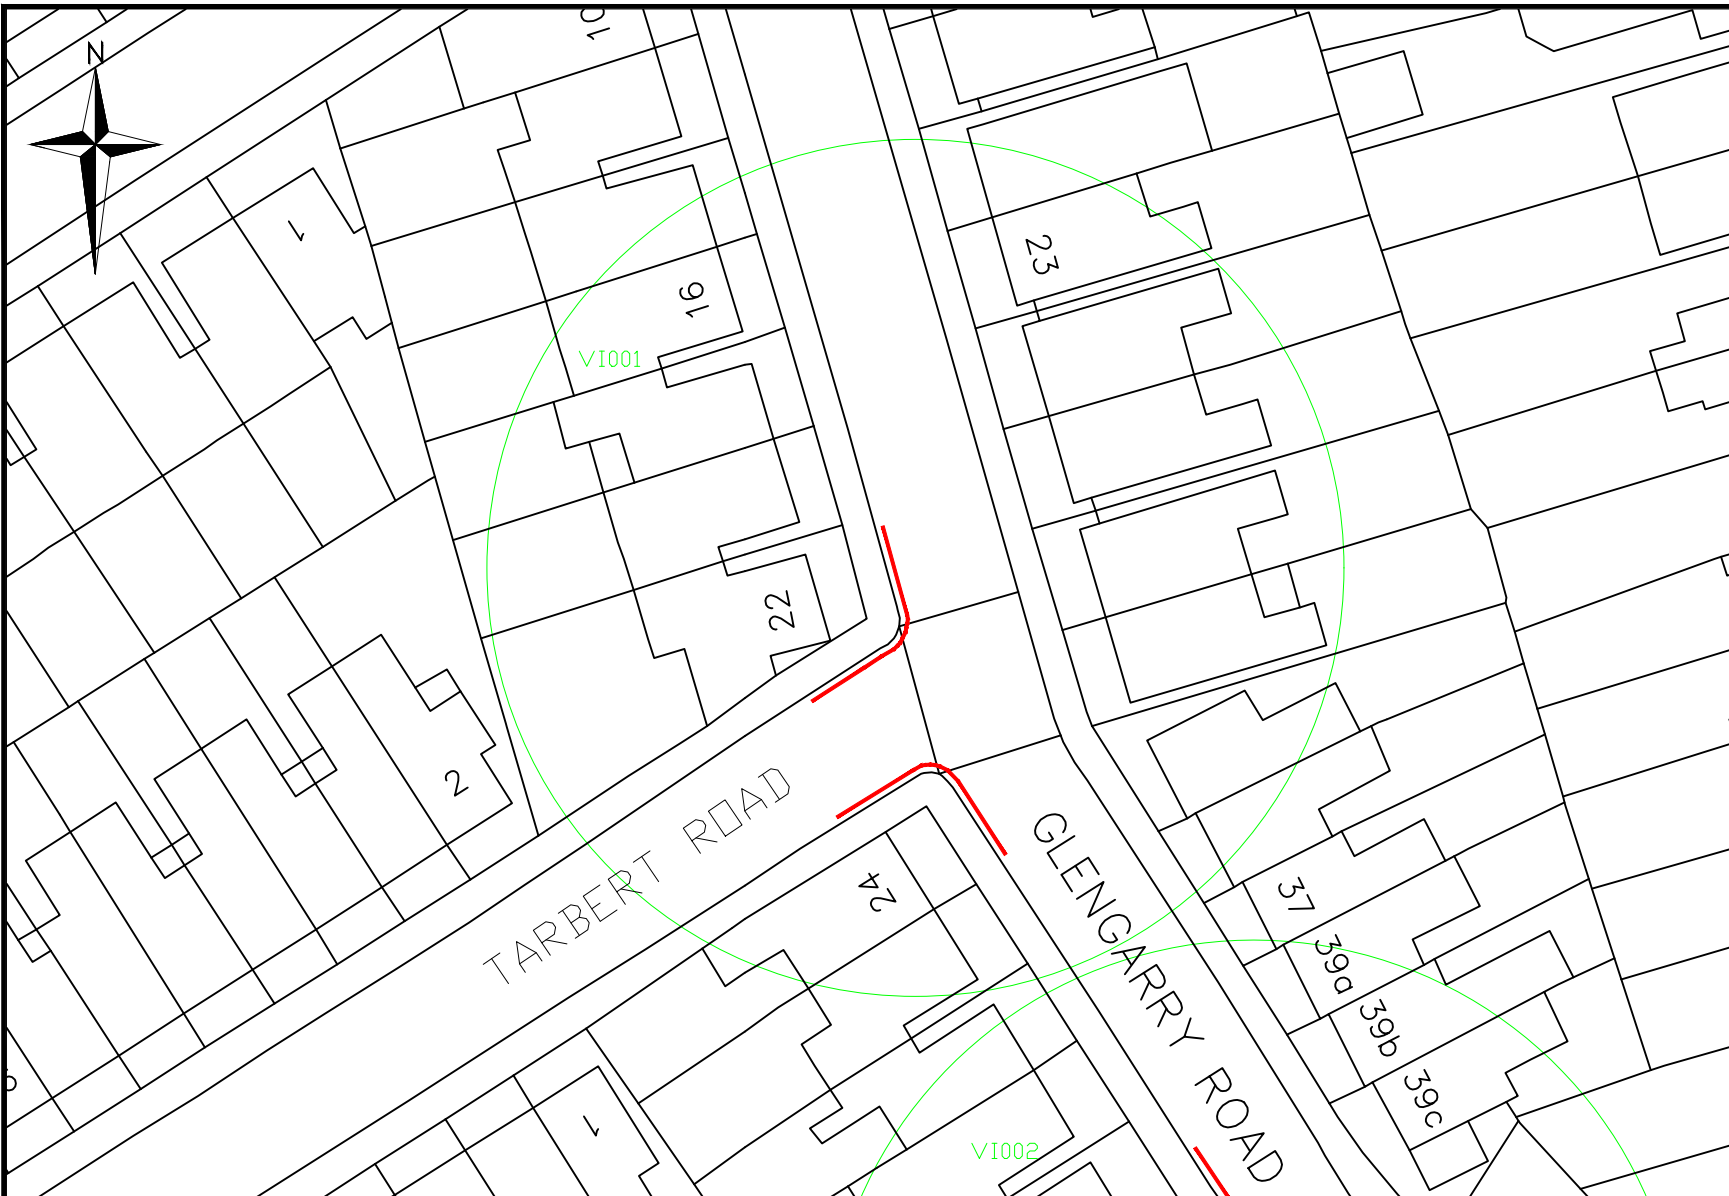 N
10
1
23
16
VI001
22
2
TARBERT ROAD
GLENGARRY ROAD
24
37
39a
39b
39c
1
VI002